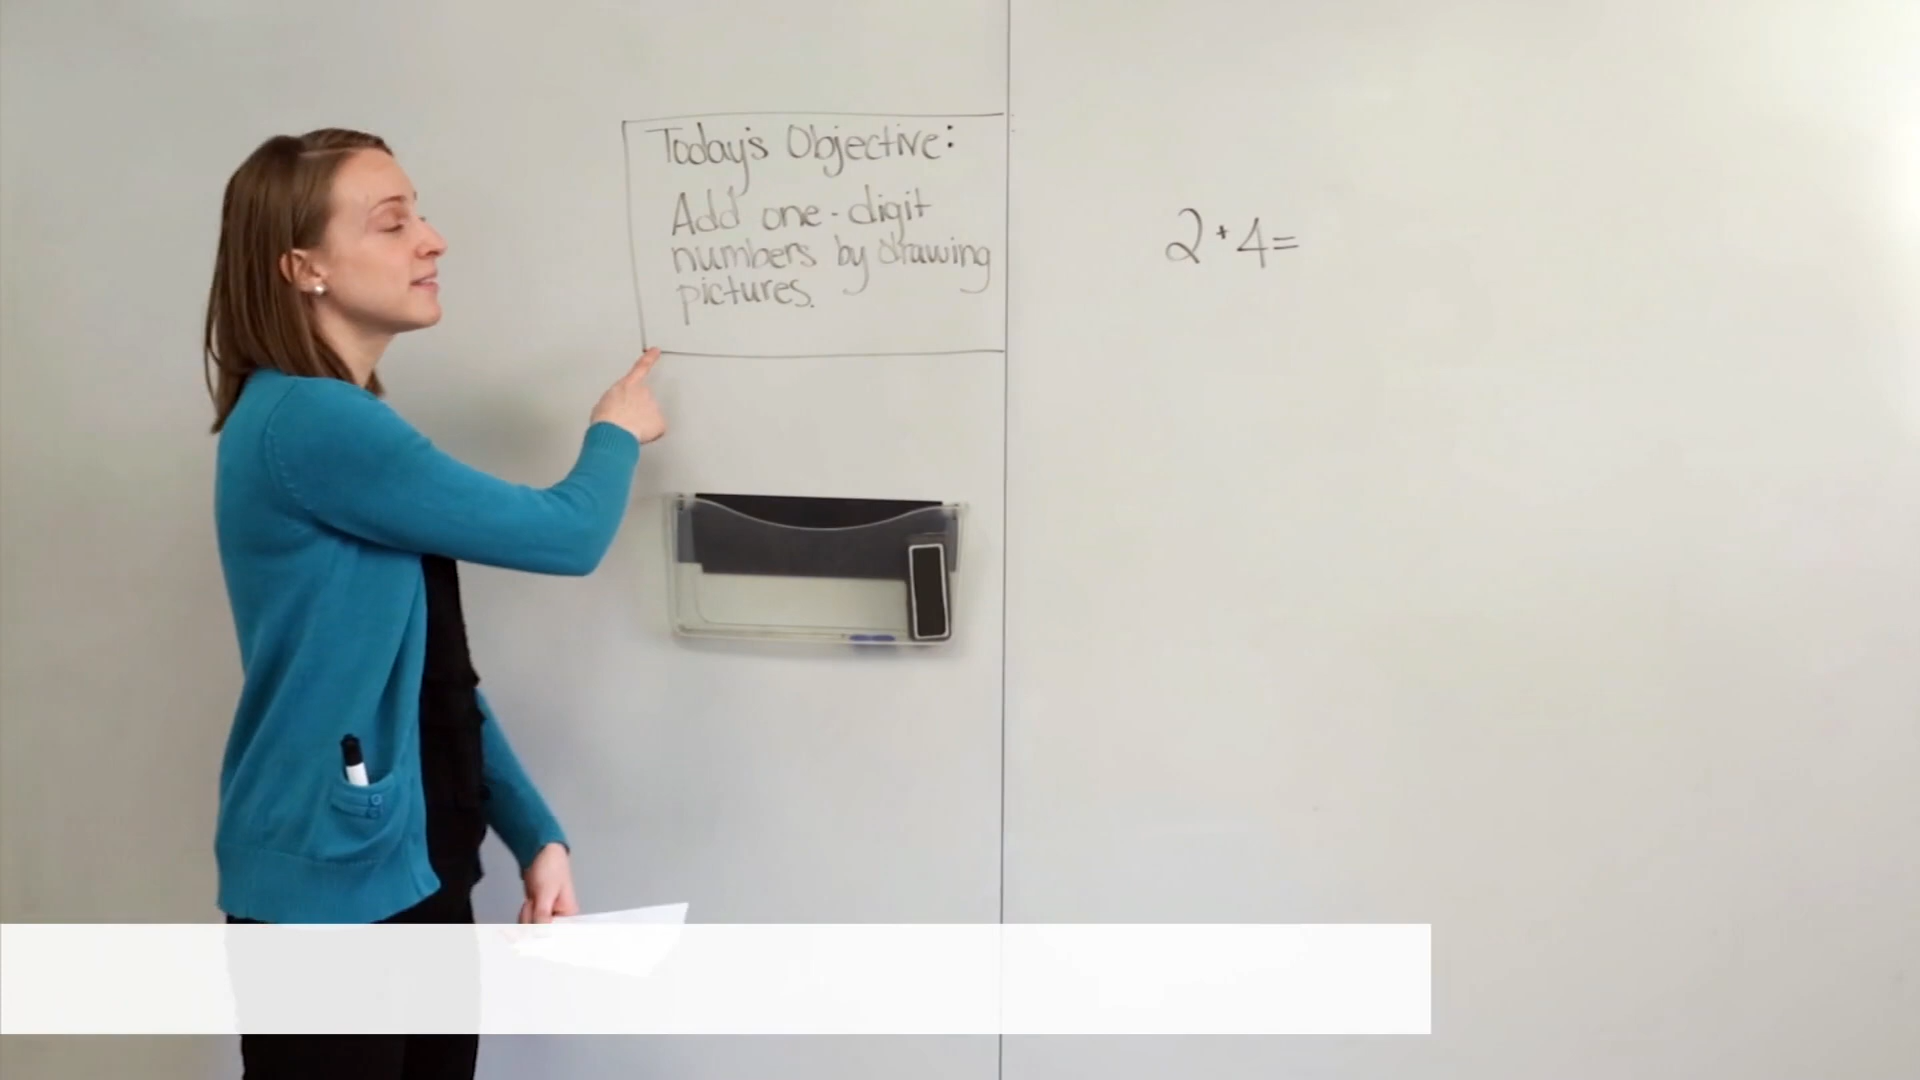 Today's Objective:
Add one-digit
numbers by drawing
pictures.
2+4=